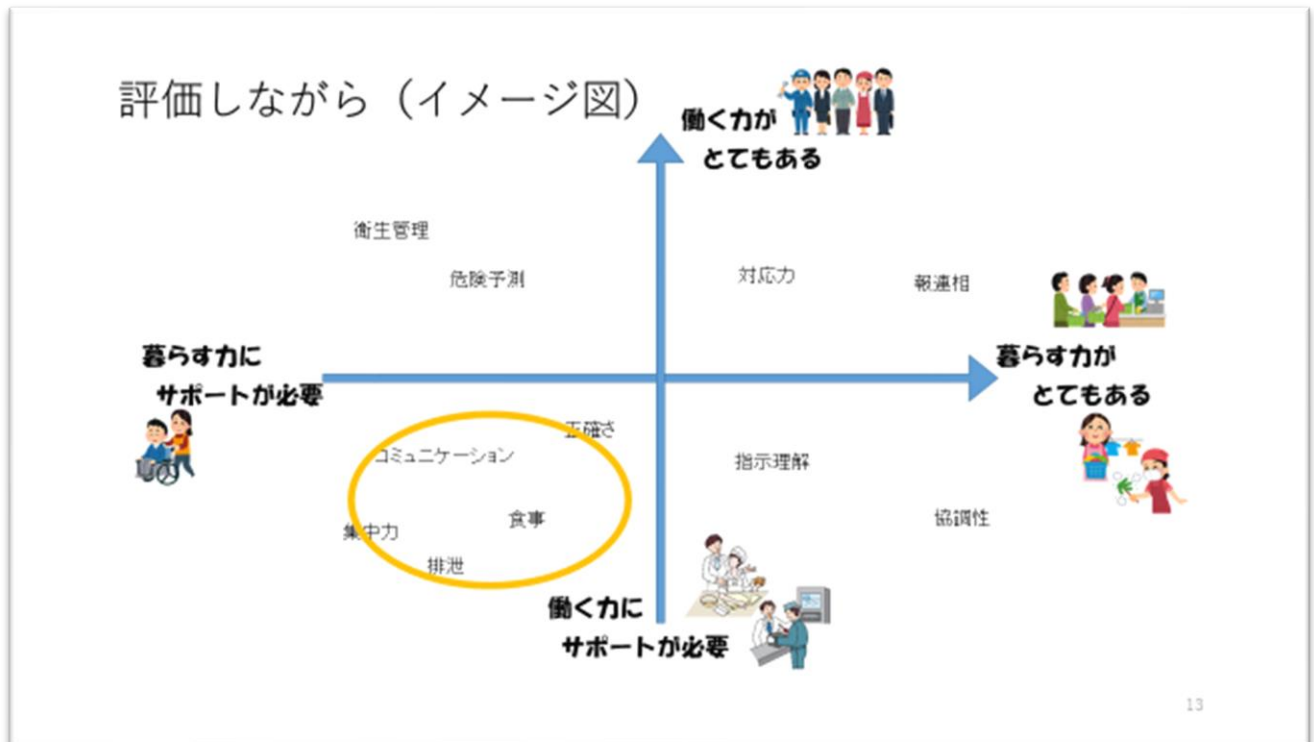 評価しながら（イメージ図）
働く力が
とてもある
衛生管理
危険予測
対応力
報連相
暮らす力に
サポートが必要
暮らす力が
とてもある
正確さ
コミュニケーション
指示理解
食事
協調性
集中力
排泄
働く力に
サポートが必要
13